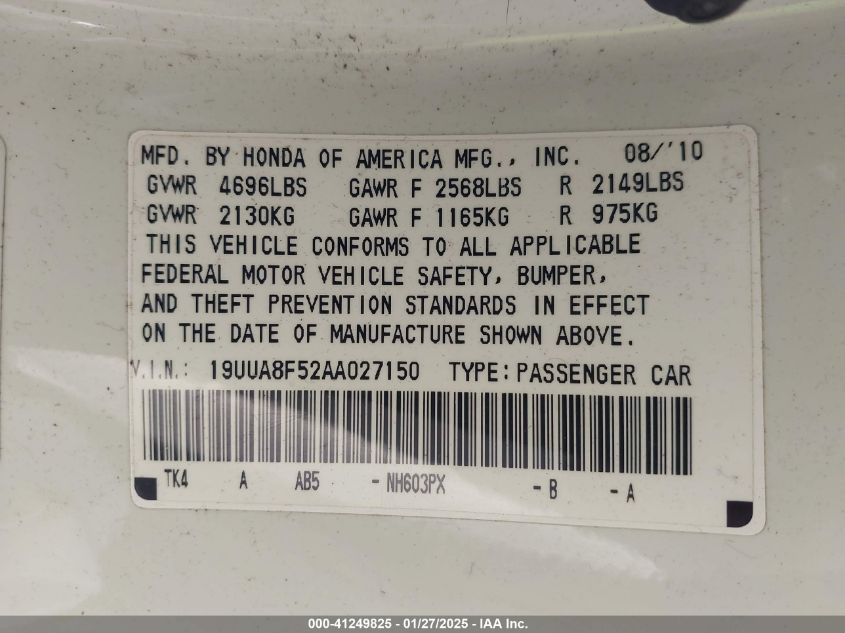 MFD. BY HONDA OF AMERICA MFG., INC. 08/'10
GVWR 4696LBS GAWR F 2568LBS R 2149LBS
GVWR 2130KG GAWR F 1165KG R 975KG
THIS VEHICLE CONFORMS TO ALL APPLICABLE
FEDERAL MOTOR VEHICLE SAFETY, BUMPER,
AND THEFT PREVENTION STANDARDS IN EFFECT
ON THE DATE OF MANUFACTURE SHOWN ABOVE.
V.I.N.: 19UUA8F52AA027150 TYPE: PASSENGER CAR
TK4 A AB5 - NH603PX - B - A
000-41249825 - 01/27/2025 - IAA Inc.